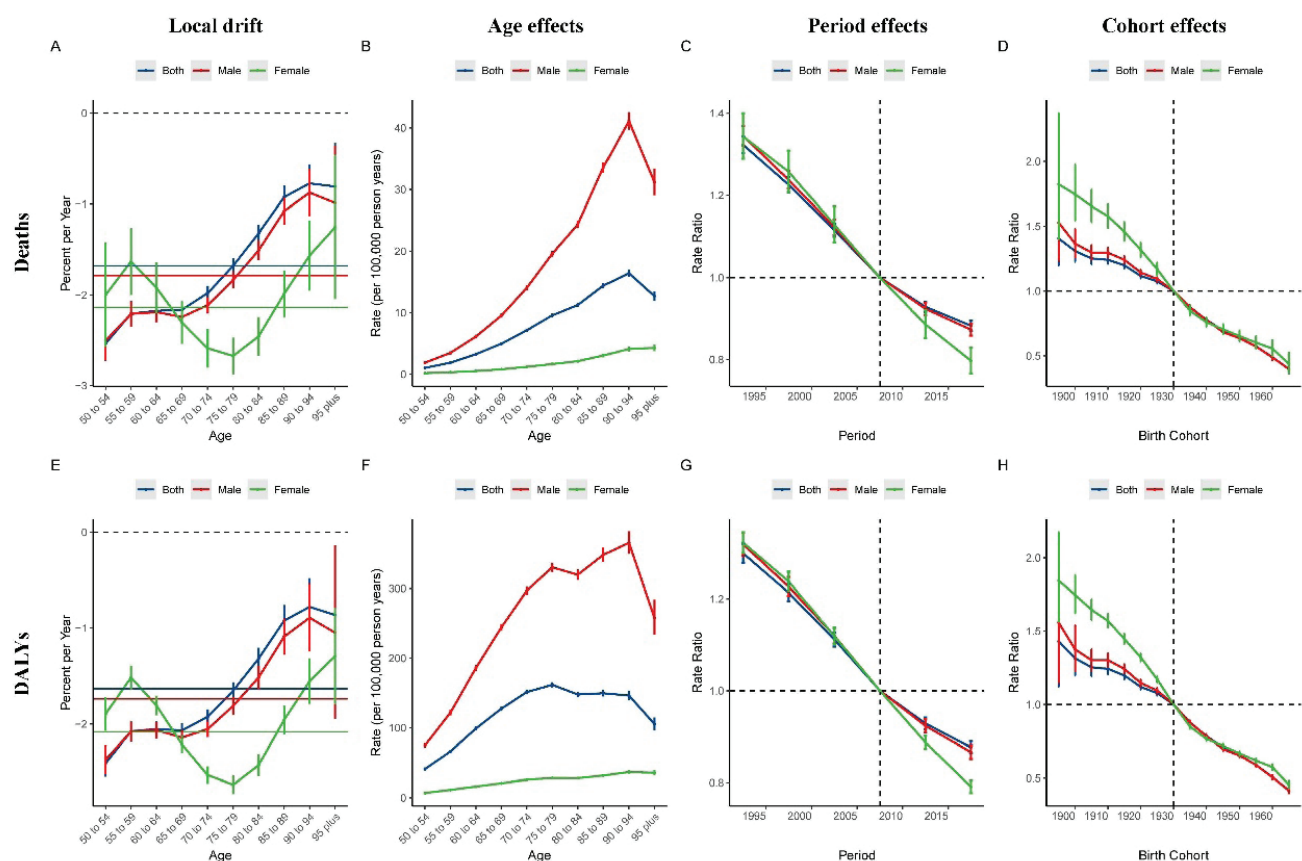 Local drift
Age effects
Period effects
Cohort effects
Deaths
A
Both Male Female
0
−1
−2
−3
Percent per Year
50 to 54
55 to 59
60 to 64
65 to 69
70 to 74
75 to 79
80 to 84
85 to 89
90 to 94
95 plus
Age
B
Both Male Female
40
30
20
10
0
Rate (per 100,000 person years)
50 to 54
55 to 59
60 to 64
65 to 69
70 to 74
75 to 79
80 to 84
85 to 89
90 to 94
95 plus
Age
C
Both Male Female
1.4
1.2
1.0
0.8
Rate Ratio
1995 2000 2005 2010 2015
Period
D
Both Male Female
2.0
1.5
1.0
0.5
Rate Ratio
1900 1910 1920 1930 1940 1950 1960
Birth Cohort
DALYs
E
Both Male Female
0
−1
−2
Percent per Year
50 to 54
55 to 59
60 to 64
65 to 69
70 to 74
75 to 79
80 to 84
85 to 89
90 to 94
95 plus
Age
F
Both Male Female
300
200
100
0
Rate (per 100,000 person years)
50 to 54
55 to 59
60 to 64
65 to 69
70 to 74
75 to 79
80 to 84
85 to 89
90 to 94
95 plus
Age
G
Both Male Female
1.2
1.0
0.8
Rate Ratio
1995 2000 2005 2010 2015
Period
H
Both Male Female
2.0
1.5
1.0
0.5
Rate Ratio
1900 1910 1920 1930 1940 1950 1960
Birth Cohort